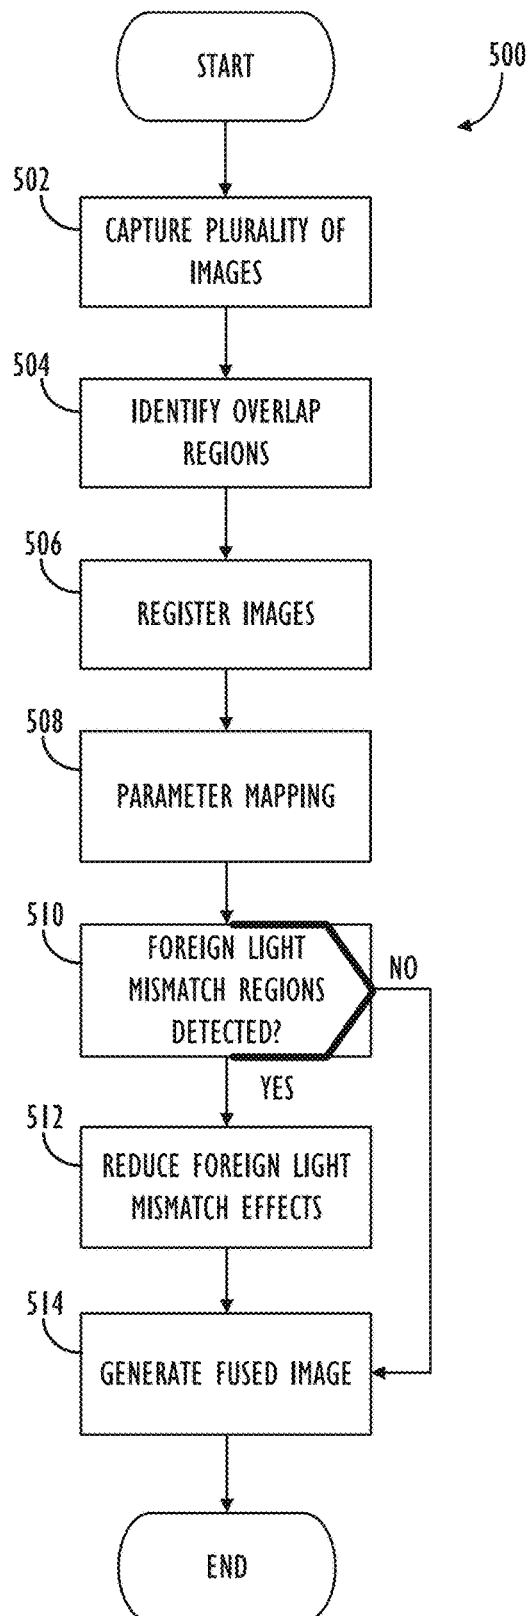 START
500
502
CAPTURE PLURALITY OF
IMAGES
504
IDENTIFY OVERLAP
REGIONS
506
REGISTER IMAGES
508
PARAMETER MAPPING
510
FOREIGN LIGHT
MISMATCH REGIONS
DETECTED?
NO
YES
512
REDUCE FOREIGN LIGHT
MISMATCH EFFECTS
514
GENERATE FUSED IMAGE
END